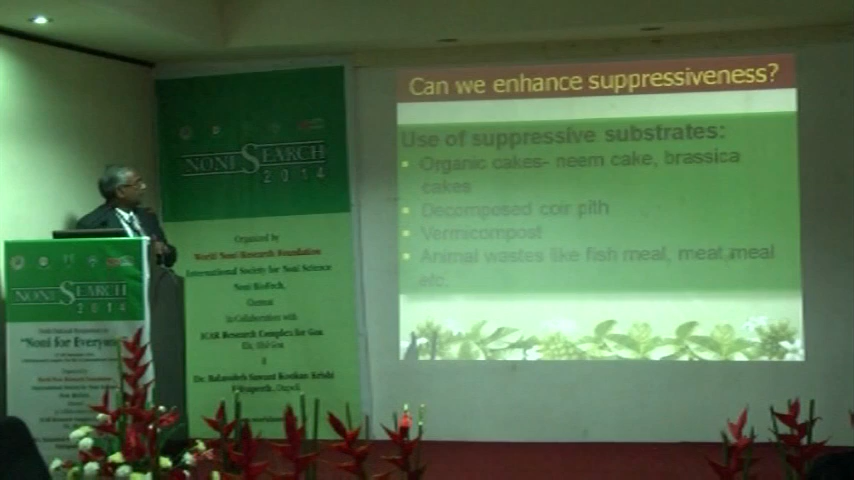 Can we enhance suppressiveness?
Use of suppressive substrates:
Organic cakes- neem cake, brassica
cakes
Decomposed coir pith
Vermicompost
Animal wastes like fish meal, meat meal
etc.
NONI SEARCH
2014
Organized by
World Noni Research Foundation
International Society for Noni Science
Noni BioTech,
Chennai
In Collaboration with
ICAR Research Complex for Goa
Ela, Old Goa
&
Dr. Balasaheb Sawant Konkan Krishi
Vidyapeeth, Dapoli
NONI SEARCH
2014
"Noni for Everyone